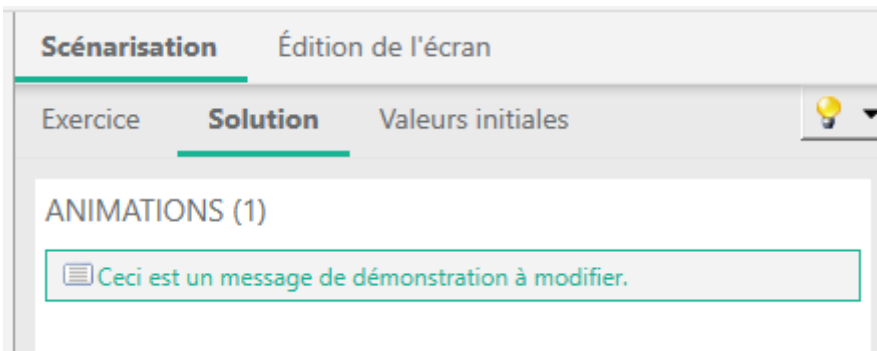 Scénarisation Édition de l'écran
Exercice Solution Valeurs initiales
ANIMATIONS (1)
Ceci est un message de démonstration à modifier.